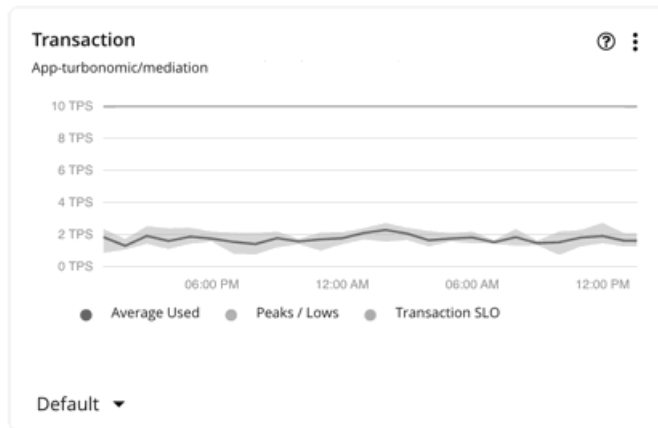 Transaction
App-turbonomic/mediation
10 TPS
8 TPS
6 TPS
4 TPS
2 TPS
0 TPS
06:00 PM 12:00 AM 06:00 AM 12:00 PM
Average Used Peaks / Lows Transaction SLO
Default